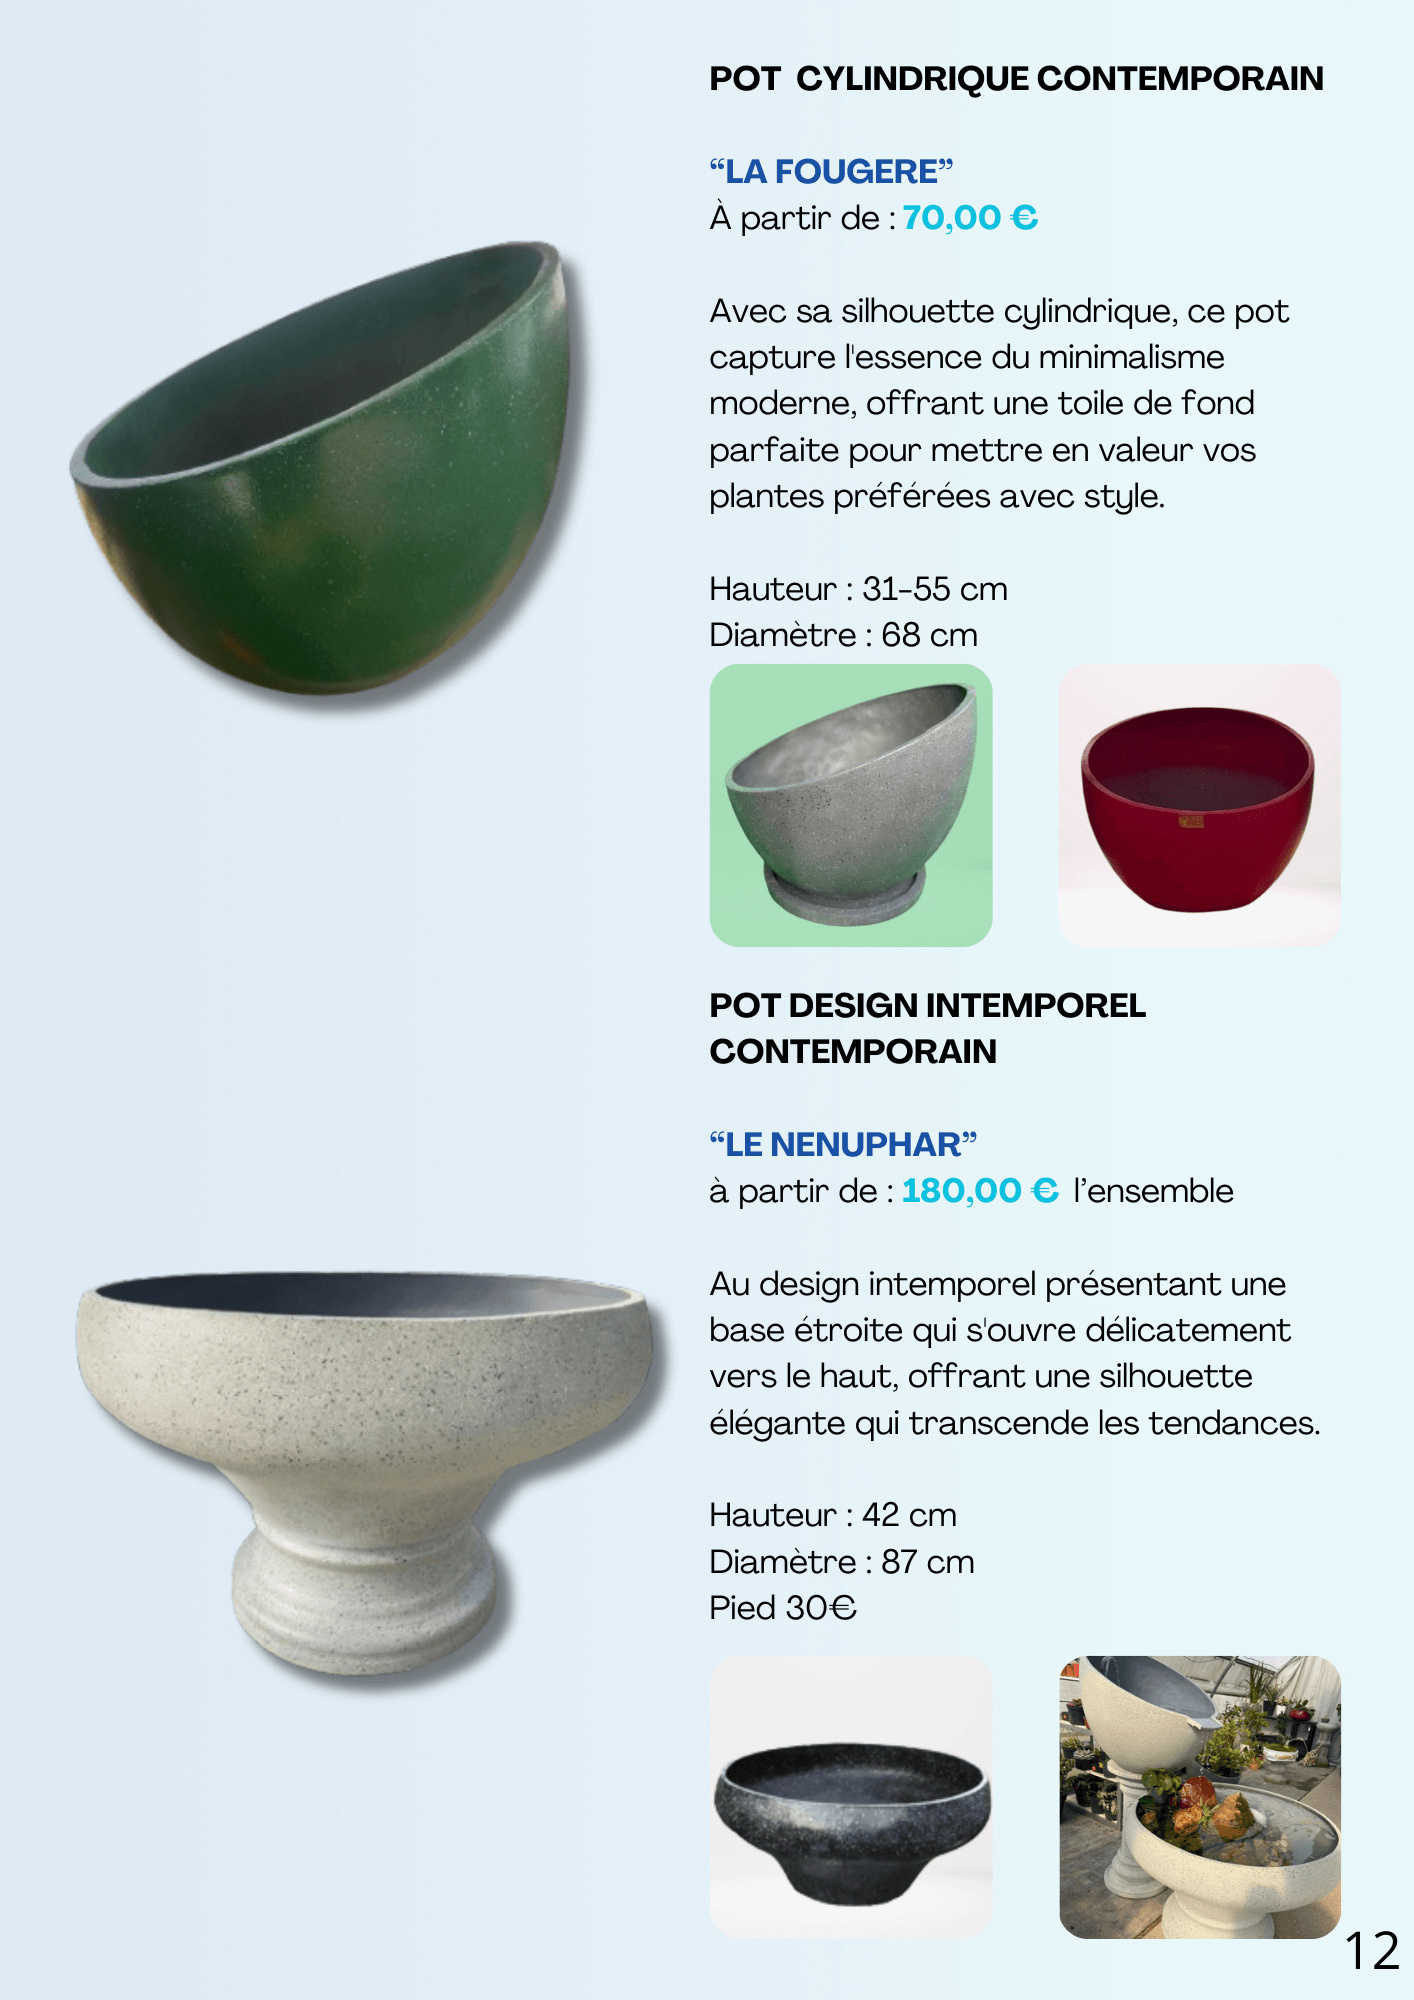 POT CYLINDRIQUE CONTEMPORAIN
“LA FOUGERE”
À partir de : 70,00 €
Avec sa silhouette cylindrique, ce pot
capture l'essence du minimalisme
moderne, offrant une toile de fond
parfaite pour mettre en valeur vos
plantes préférées avec style.
Hauteur : 31-55 cm
Diamètre : 68 cm
POT DESIGN INTEMPOREL
CONTEMPORAIN
“LE NENUPHAR”
à partir de : 180,00 € l’ensemble
Au design intemporel présentant une
base étroite qui s'ouvre délicatement
vers le haut, offrant une silhouette
élégante qui transcende les tendances.
Hauteur : 42 cm
Diamètre : 87 cm
Pied 30€
12